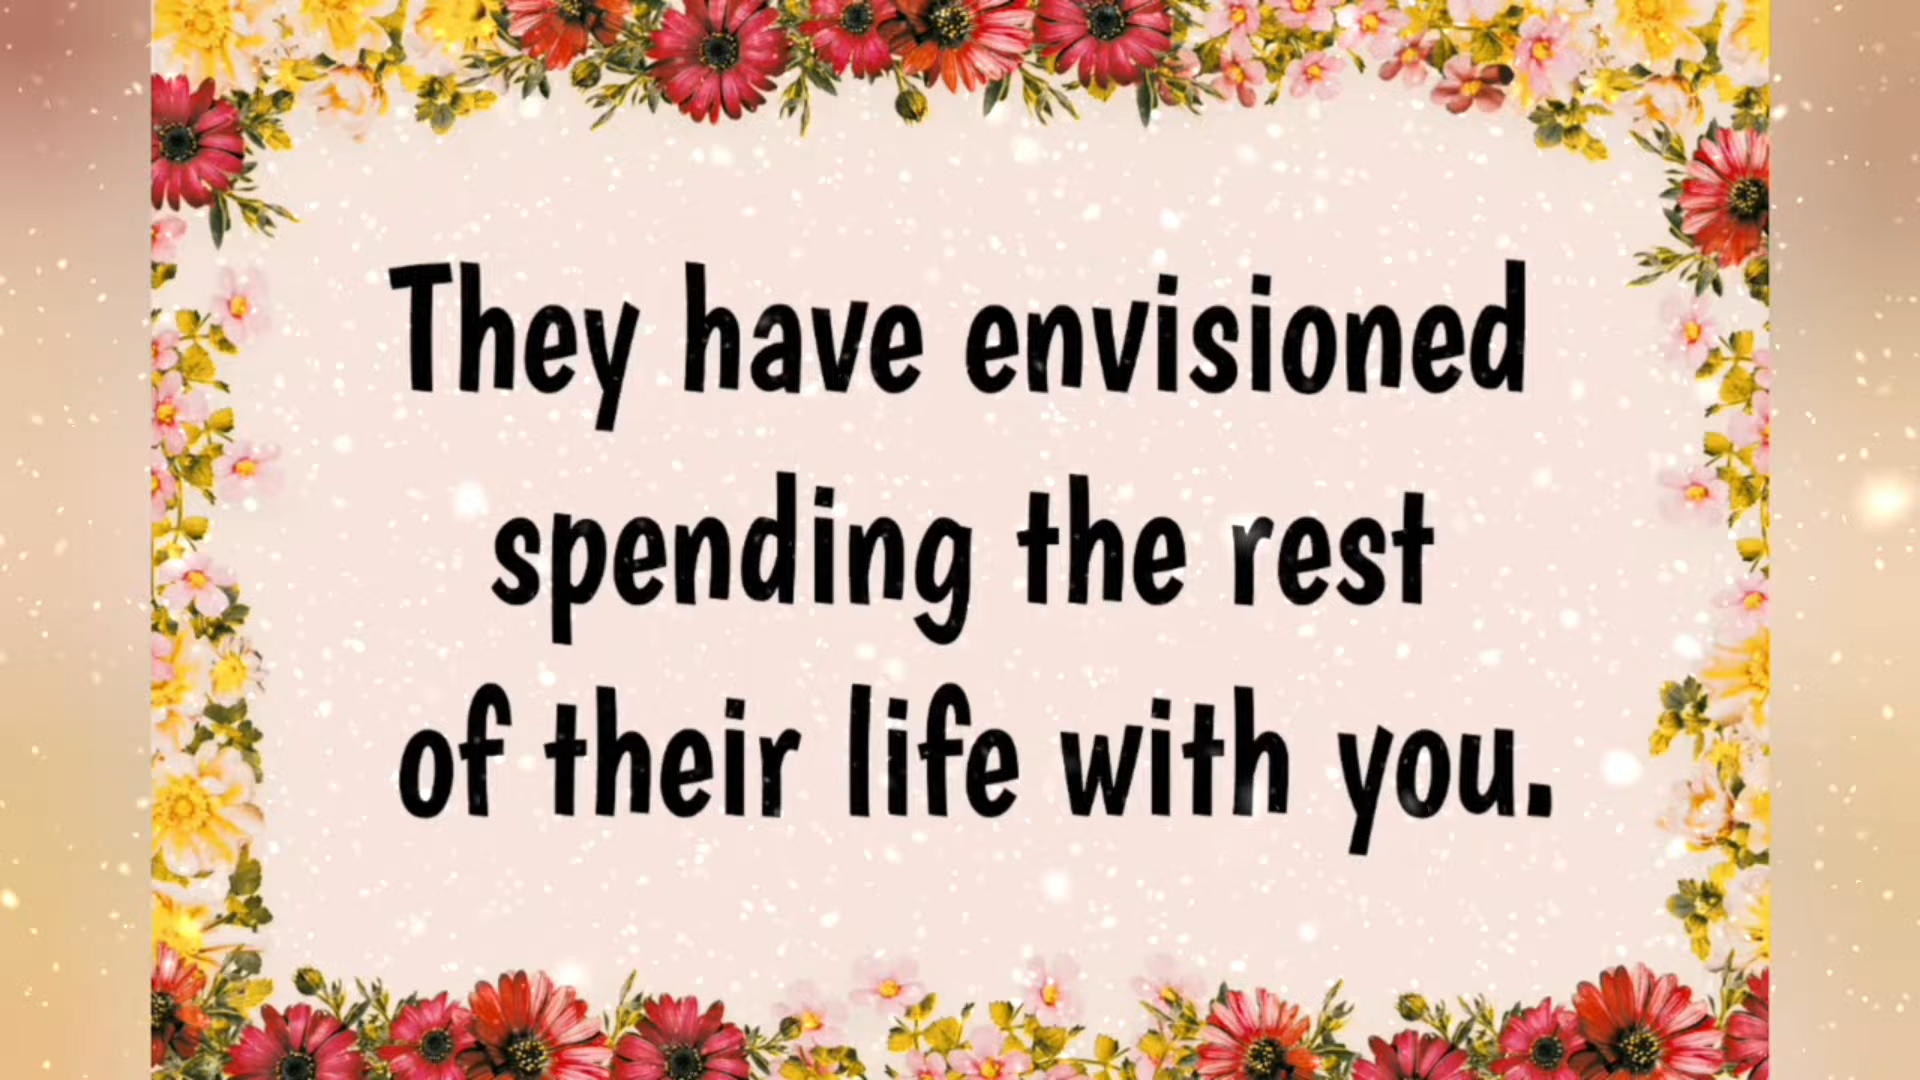 They have envisioned
spending the rest
of their life with you.